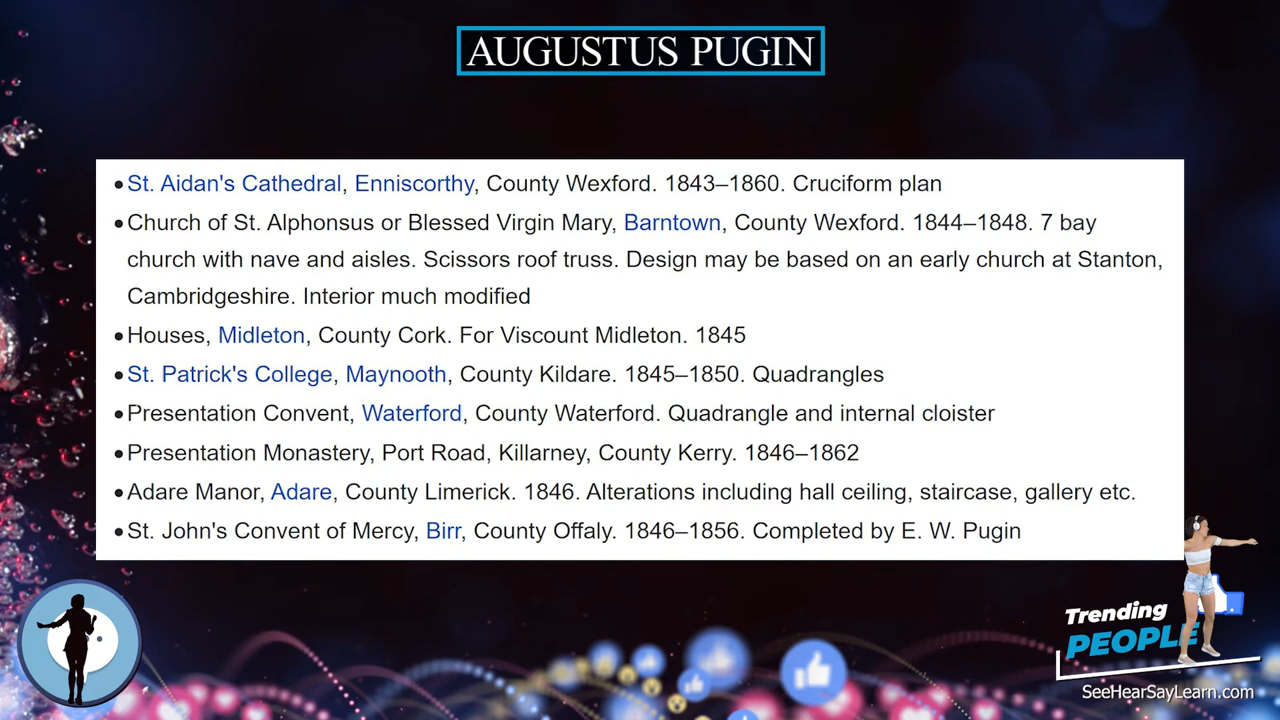 AUGUSTUS PUGIN
•St. Aidan's Cathedral, Enniscorthy, County Wexford. 1843–1860. Cruciform plan
•Church of St. Alphonsus or Blessed Virgin Mary, Barntown, County Wexford. 1844–1848. 7 bay
church with nave and aisles. Scissors roof truss. Design may be based on an early church at Stanton,
Cambridgeshire. Interior much modified
•Houses, Midleton, County Cork. For Viscount Midleton. 1845
•St. Patrick's College, Maynooth, County Kildare. 1845–1850. Quadrangles
•Presentation Convent, Waterford, County Waterford. Quadrangle and internal cloister
•Presentation Monastery, Port Road, Killarney, County Kerry. 1846–1862
•Adare Manor, Adare, County Limerick. 1846. Alterations including hall ceiling, staircase, gallery etc.
•St. John's Convent of Mercy, Birr, County Offaly. 1846–1856. Completed by E. W. Pugin
Trending
PEOPLE
SeeHearSayLearn.com